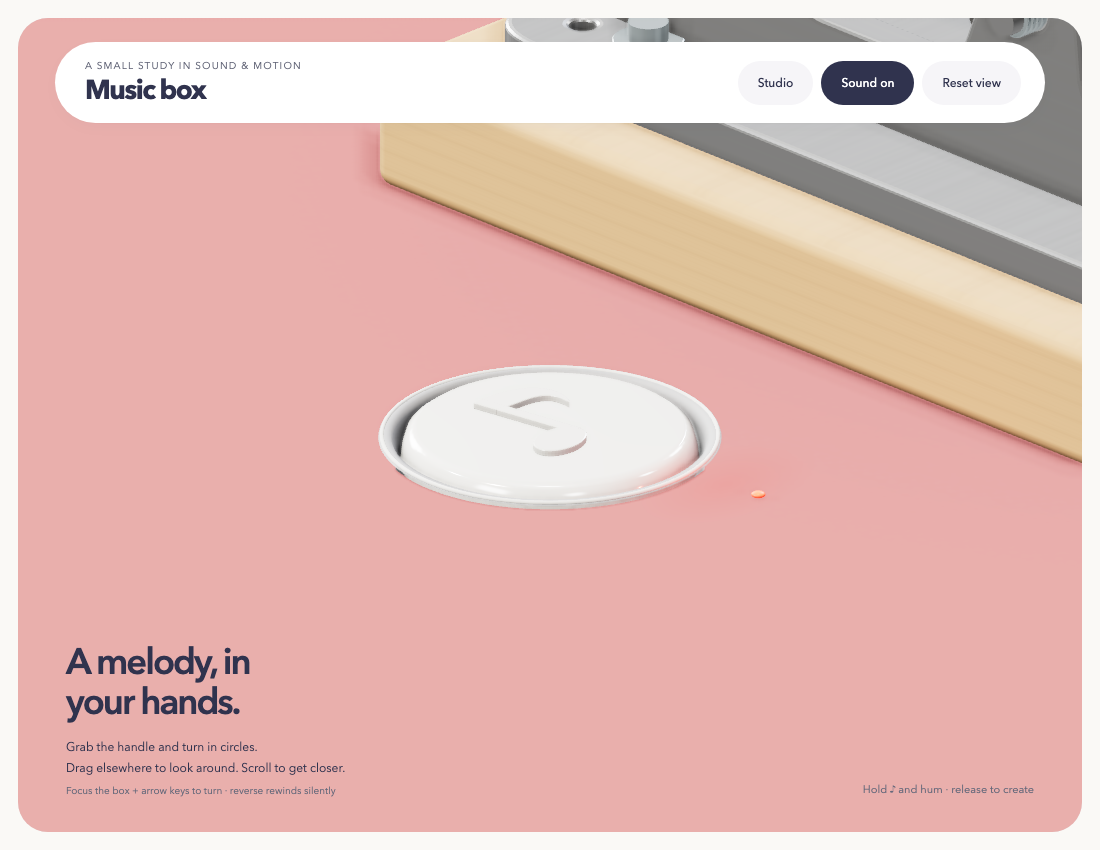 A SMALL STUDY IN SOUND & MOTION
Music box
Studio
Sound on
Reset view
A melody, in
your hands.
Grab the handle and turn in circles.
Drag elsewhere to look around. Scroll to get closer.
Focus the box + arrow keys to turn · reverse rewinds silently
Hold ♪ and hum · release to create